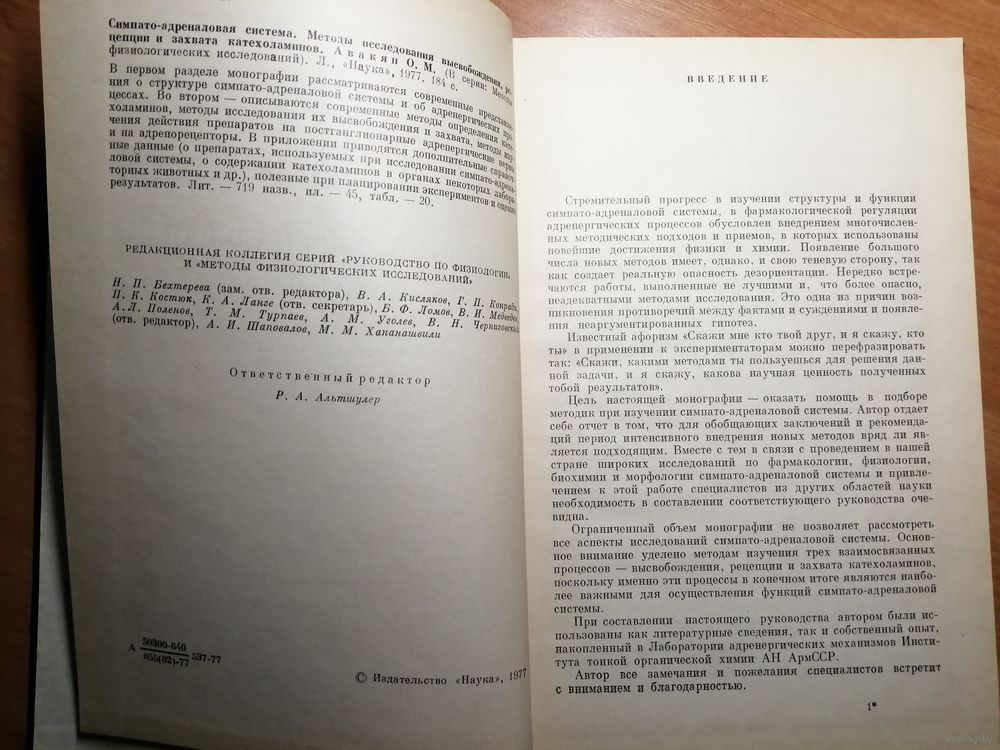 Симпато-адреналовая система. Методы исследования высвобождения, ре-
цепции и захвата катехоламинов. Авакян О. М. (В серии: Методы
физиологических исследований). Л., «Наука», 1977. 184 с.
В первом разделе монографии рассматриваются современные представле-
ния о структуре симпато-адреналовой системы и об адренергических про-
цессах. Во втором — описываются современные методы определения кате-
холаминов, методы исследования их высвобождения и захвата, методы изу-
чения действия препаратов на постганглионарные адренергические нервы
и на адренорецепторы. В приложении приводятся дополнительные справоч-
ные данные (о препаратах, используемых при исследовании симпато-адрена-
ловой системы, о содержании катехоламинов в органах некоторых лабора-
торных животных и др.), полезные при планировании экспериментов и оценке
результатов. Лит. — 719 назв., ил. — 45, табл. — 20.
РЕДАКЦИОННАЯ КОЛЛЕГИЯ СЕРИЙ «РУКОВОДСТВО ПО ФИЗИОЛОГИИ»
И «МЕТОДЫ ФИЗИОЛОГИЧЕСКИХ ИССЛЕДОВАНИЙ»
Н. П. Бехтерева (зам. отв. редактора), В. А. Кисляков, Г. П. Конради,
П. К. Костюк, К. А. Ланге (отв. секретарь), Б. Ф. Ломов, В. И. Медведев,
А. Л. Поленов, Т. М. Турпаев, А. М. Уголев, В. Н. Черниговский
(отв. редактор), А. И. Шаповалов, М. М. Хананашвили
Ответственный редактор
Р. А. Альтшулер
А 50300-640
055(02)-77 537-77
© Издательство «Наука», 1977
ВВЕДЕНИЕ
Стремительный прогресс в изучении структуры и функции
симпато-адреналовой системы, в фармакологической регуляции
адренергических процессов обусловлен внедрением многочислен-
ных методических подходов и приемов, в которых использованы
новейшие достижения физики и химии. Появление большого
числа новых методов имеет, однако, и свою теневую сторону, так
как создает реальную опасность дезориентации. Нередко встре-
чаются работы, выполненные не лучшими и, что более опасно,
неадекватными методами исследования. Это одна из причин воз-
никновения противоречий между фактами и суждениями и появления
неаргументированных гипотез.
Известный афоризм «Скажи мне кто твой друг, и я скажу, кто
ты» в применении к экспериментаторам можно перефразировать
так: «Скажи, какими методами ты пользуешься для решения дан-
ной задачи, и я скажу, какова научная ценность полученных
тобой результатов».
Цель настоящей монографии — оказать помощь в подборе
методик при изучении симпато-адреналовой системы. Автор отдает
себе отчет в том, что для обобщающих заключений и рекоменда-
ций период интенсивного внедрения новых методов вряд ли яв-
ляется подходящим. Вместе с тем в связи с проведением в нашей
стране широких исследований по фармакологии, физиологии,
биохимии и морфологии симпато-адреналовой системы и привле-
чением к этой работе специалистов из других областей науки
необходимость в составлении соответствующего руководства оче-
видна.
Ограниченный объем монографии не позволяет рассмотреть
все аспекты исследований симпато-адреналовой системы. Основ-
ное внимание уделено методам изучения трех взаимосвязанных
процессов — высвобождения, рецепции и захвата катехоламинов,
поскольку именно эти процессы в конечном итоге являются наибо-
лее важными для осуществления функций симпато-адреналовой
системы.
При составлении настоящего руководства автором были ис-
пользованы как литературные сведения, так и собственный опыт,
накопленный в Лаборатории адренергических механизмов Инсти-
тута тонкой органической химии АН АрмССР.
Автор все замечания и пожелания специалистов встретит
с вниманием и благодарностью.
1*
www.ay.by